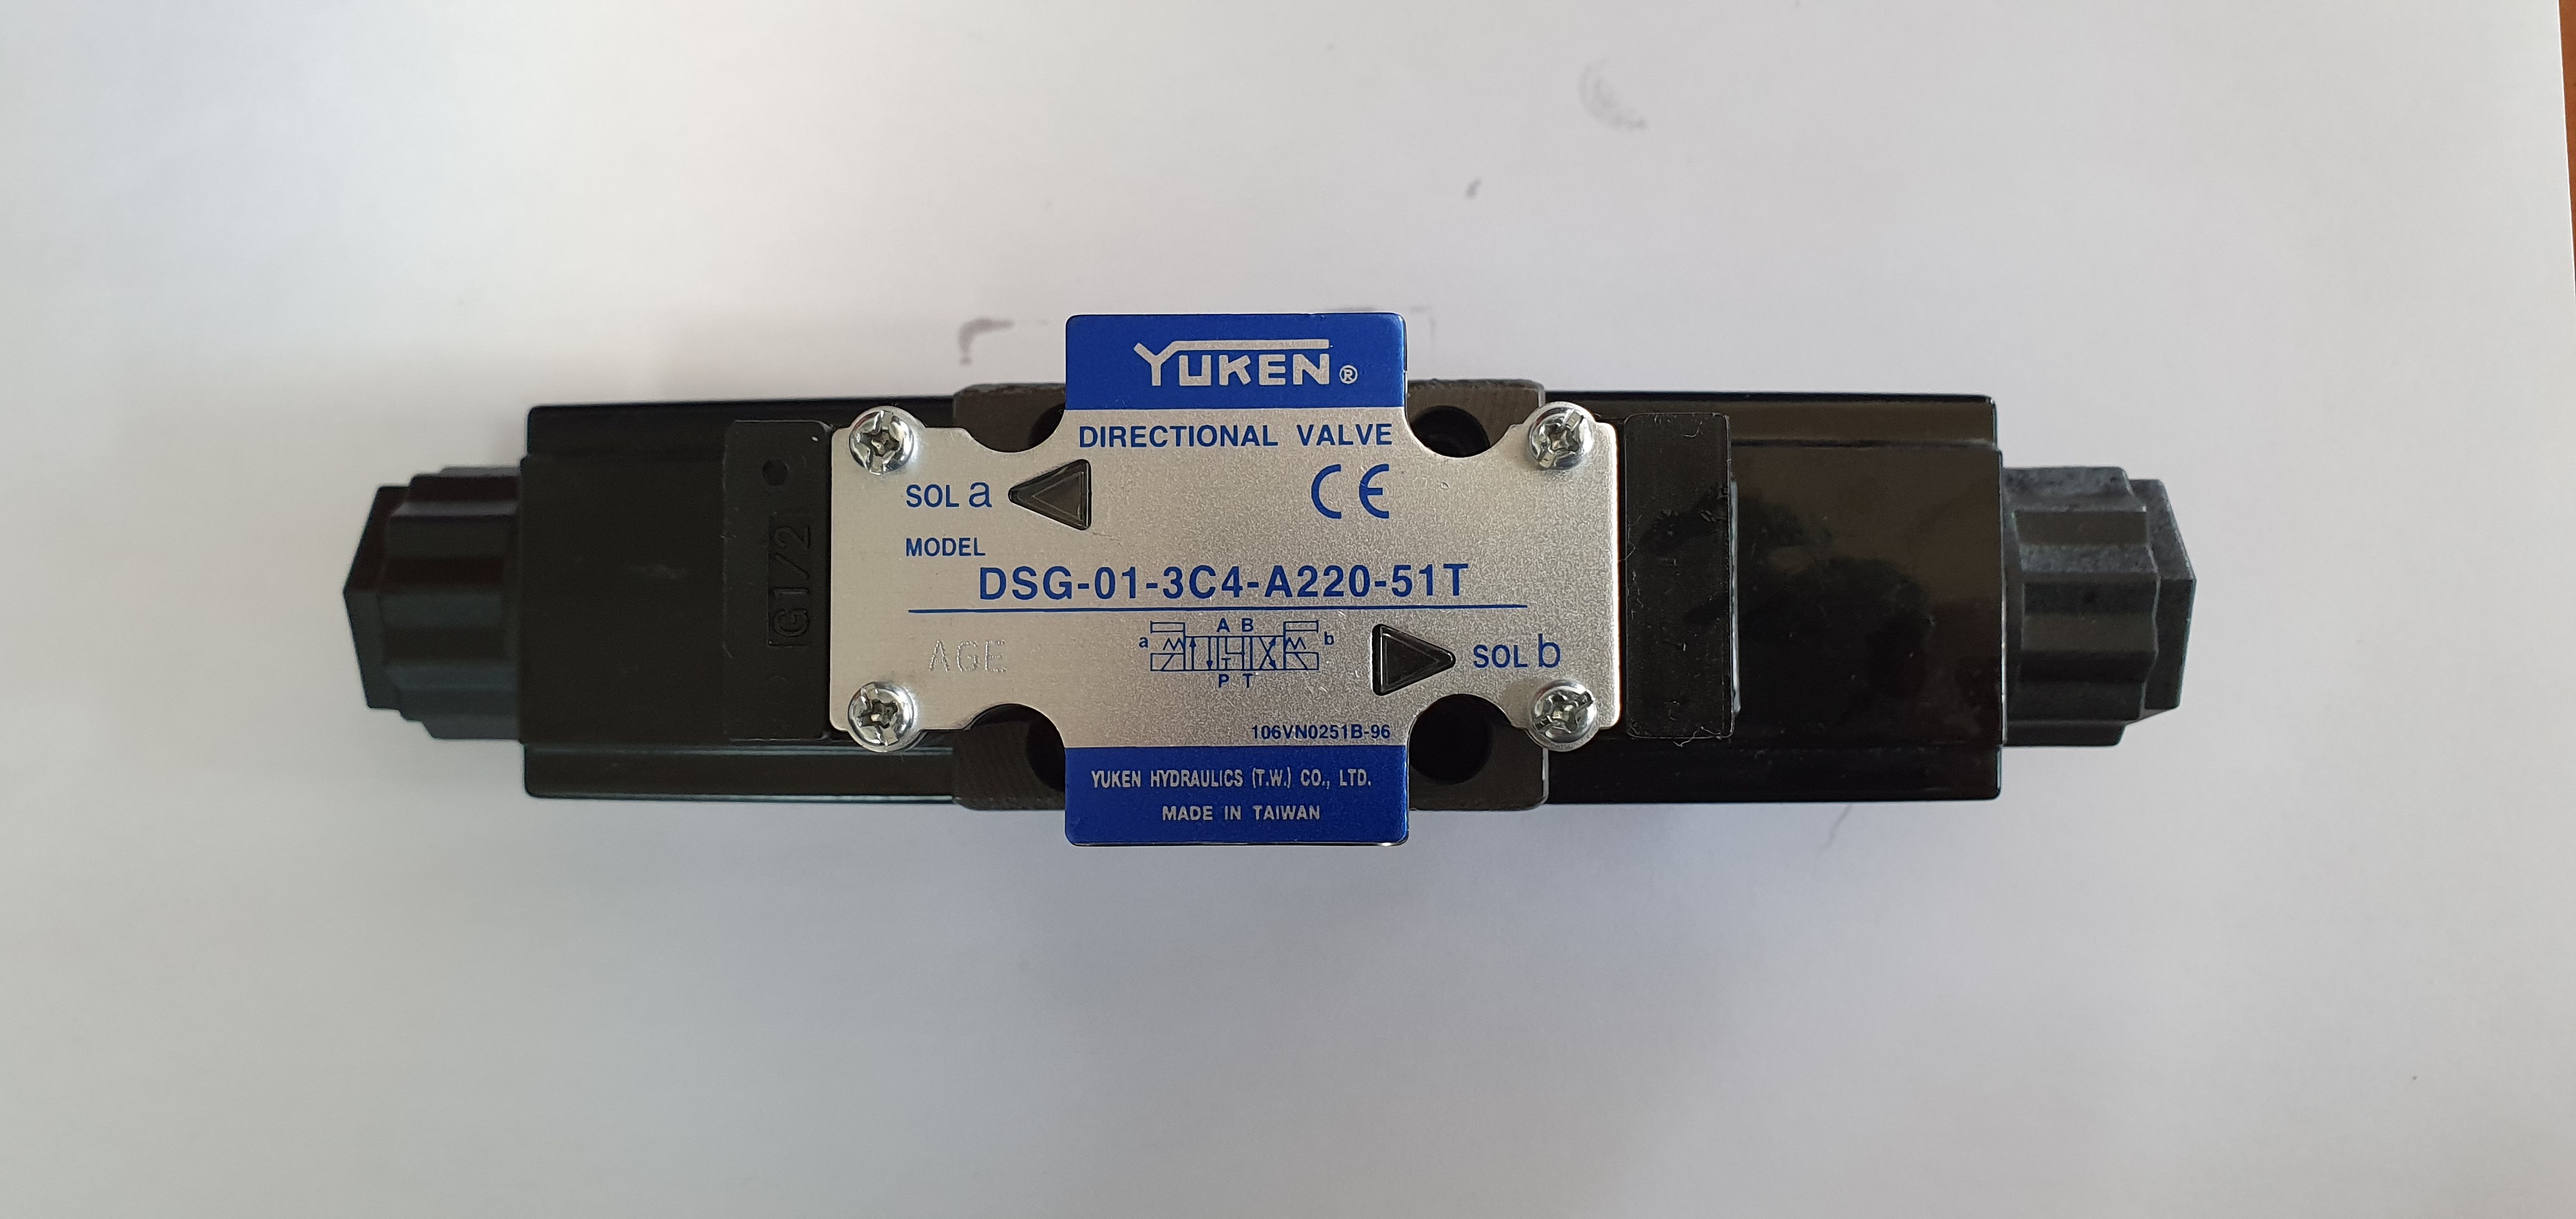 YUKEN®
DIRECTIONAL VALVE
SOL a
CE
MODEL
DSG-01-3C4-A220-51T
G1/2
AGE
A B
a
b
T
P T
SOL b
106VN0251B-96
YUKEN HYDRAULICS (T.W.) CO., LTD.
MADE IN TAIWAN